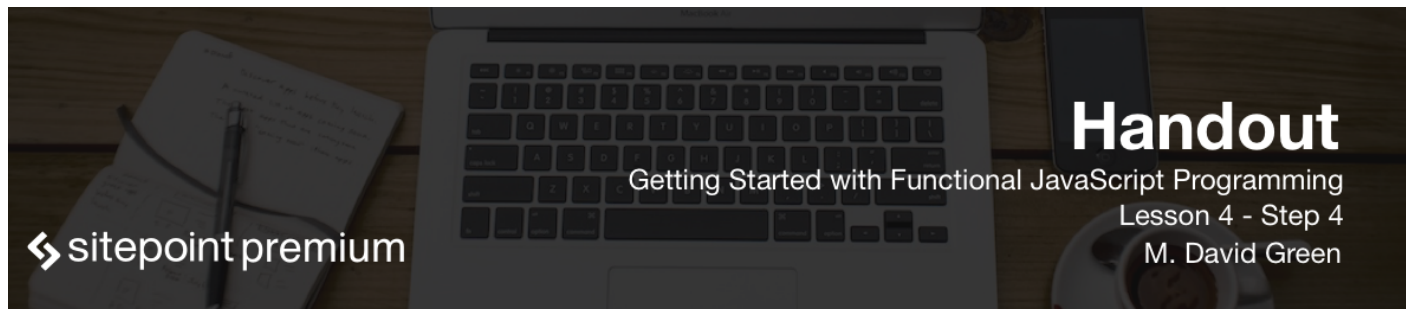 Handout
Getting Started with Functional JavaScript Programming
Lesson 4 - Step 4
M. David Green
sitepoint premium